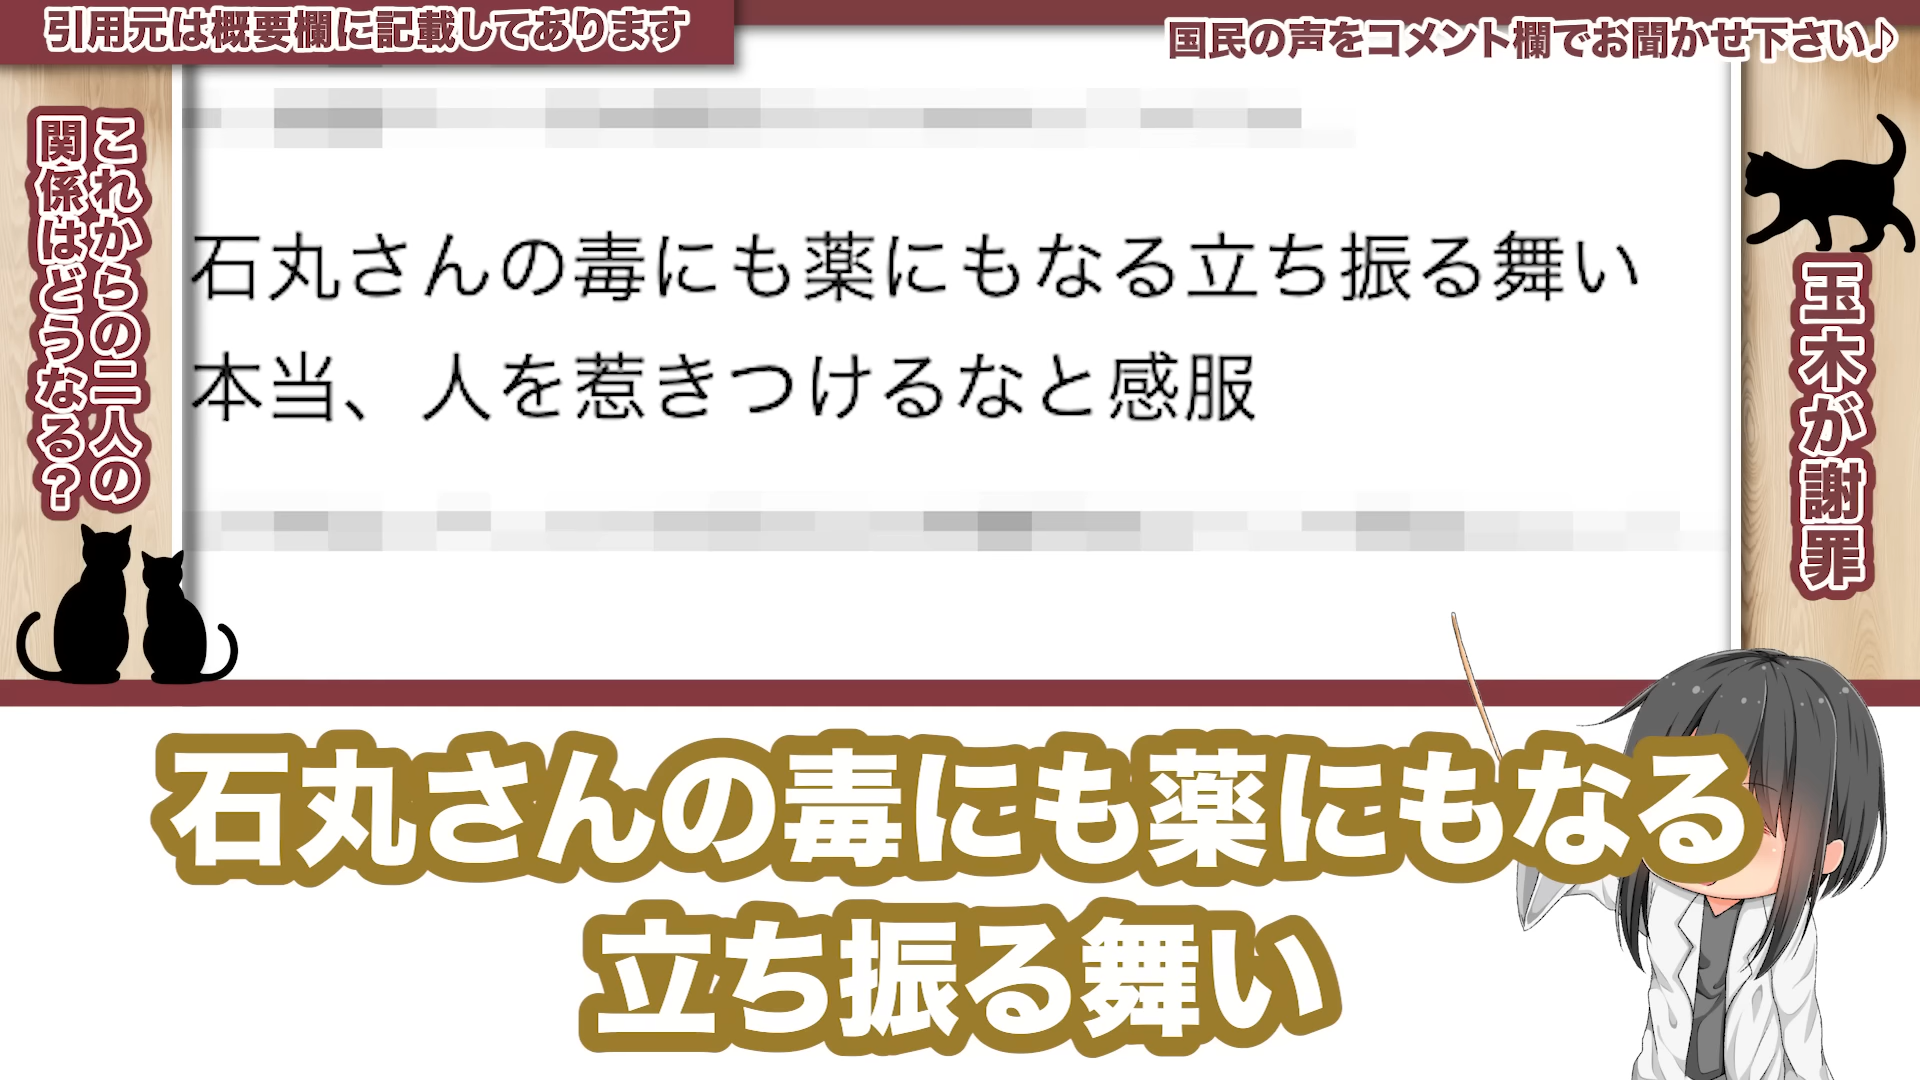 引用元は概要欄に記載してあります
国民の声をコメント欄でお聞かせ下さい♪
これからの二人の
関係はどうなる？
石丸さんの毒にも薬にもなる立ち振る舞い
本当、人を惹きつけるなと感服
玉木が謝罪
石丸さんの毒にも薬にもなる
立ち振る舞い